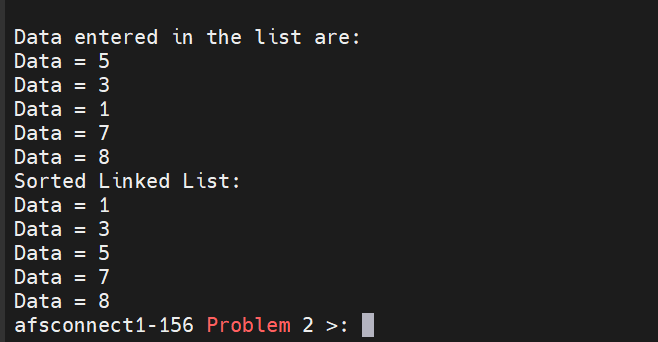 Data entered in the list are:
Data = 5
Data = 3
Data = 1
Data = 7
Data = 8
Sorted Linked List:
Data = 1
Data = 3
Data = 5
Data = 7
Data = 8
afsconnect1-156 Problem 2 >: